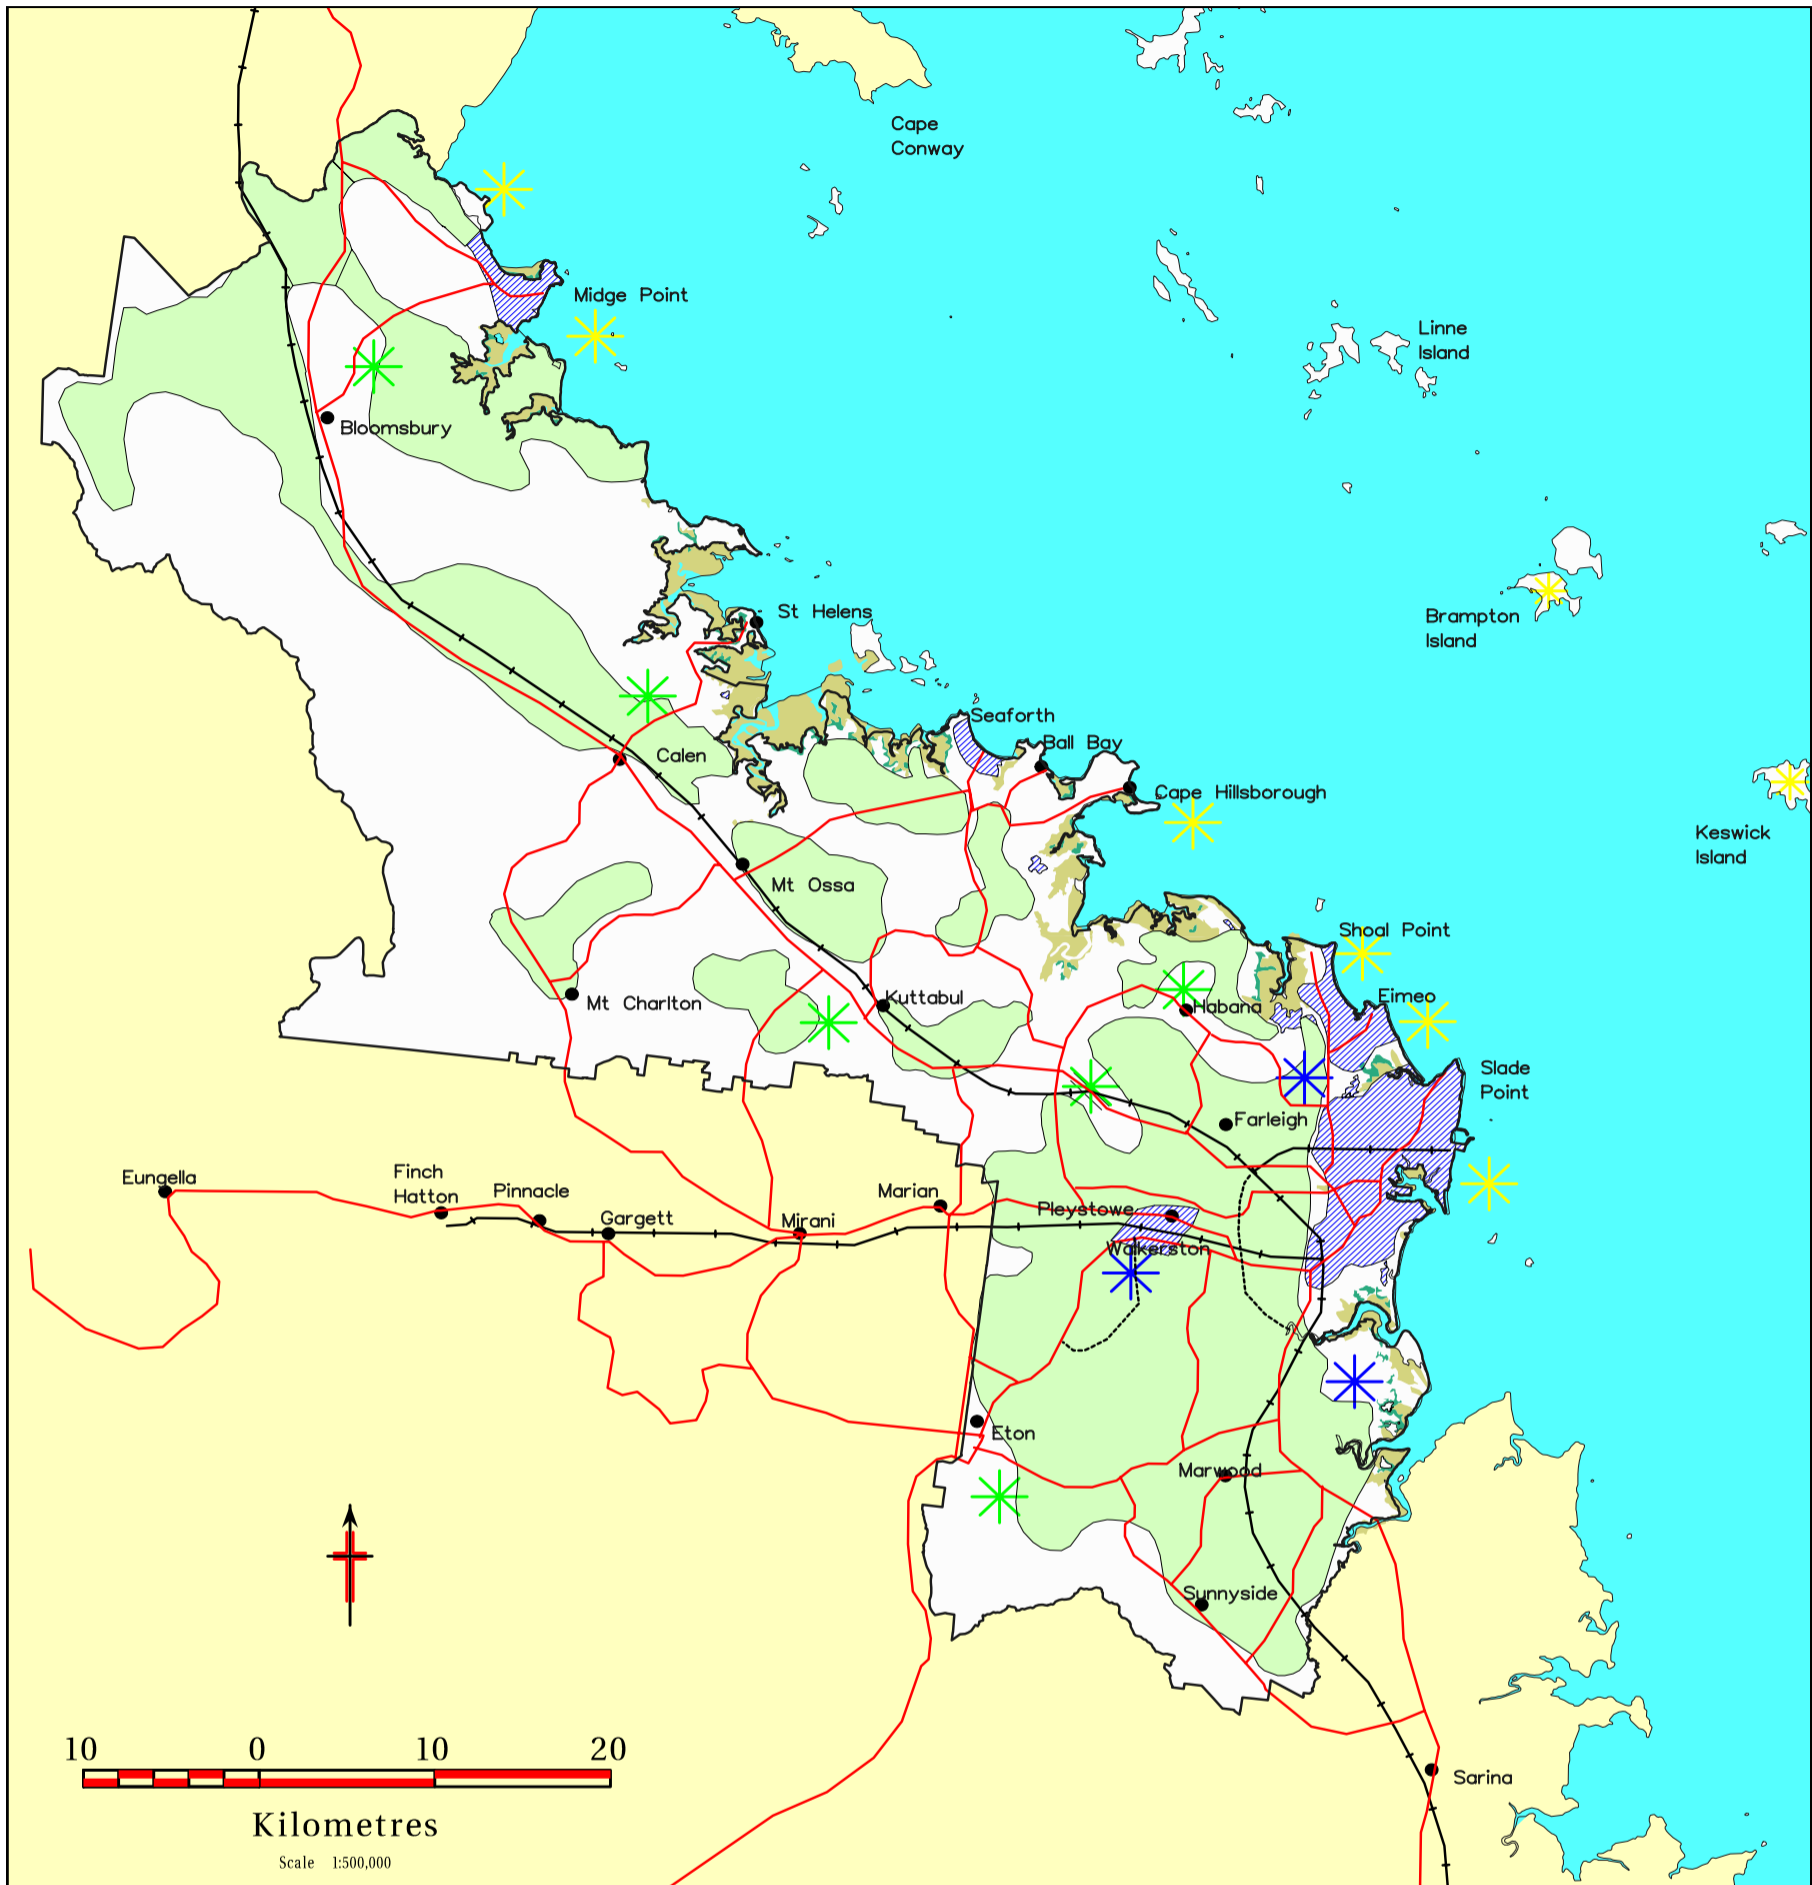 Cape
Conway
Midge Point
Linne
Island
Bloomsbury
Brampton
Island
St Helens
Seaforth
Ball Bay
Calen
Cape Hillsborough
Keswick
Island
Mt Ossa
Shoal Point
Mt Charlton
Kuttabul
Habana
Eimeo
Slade
Point
Farleigh
Eungella
Finch
Hatton
Pinnacle
Gargett
Mirani
Marian
Pleystowe
Walkerston
Eton
Marwood
Sunnyside
Sarina
10 0 10 20
Kilometres
Scale 1:500,000